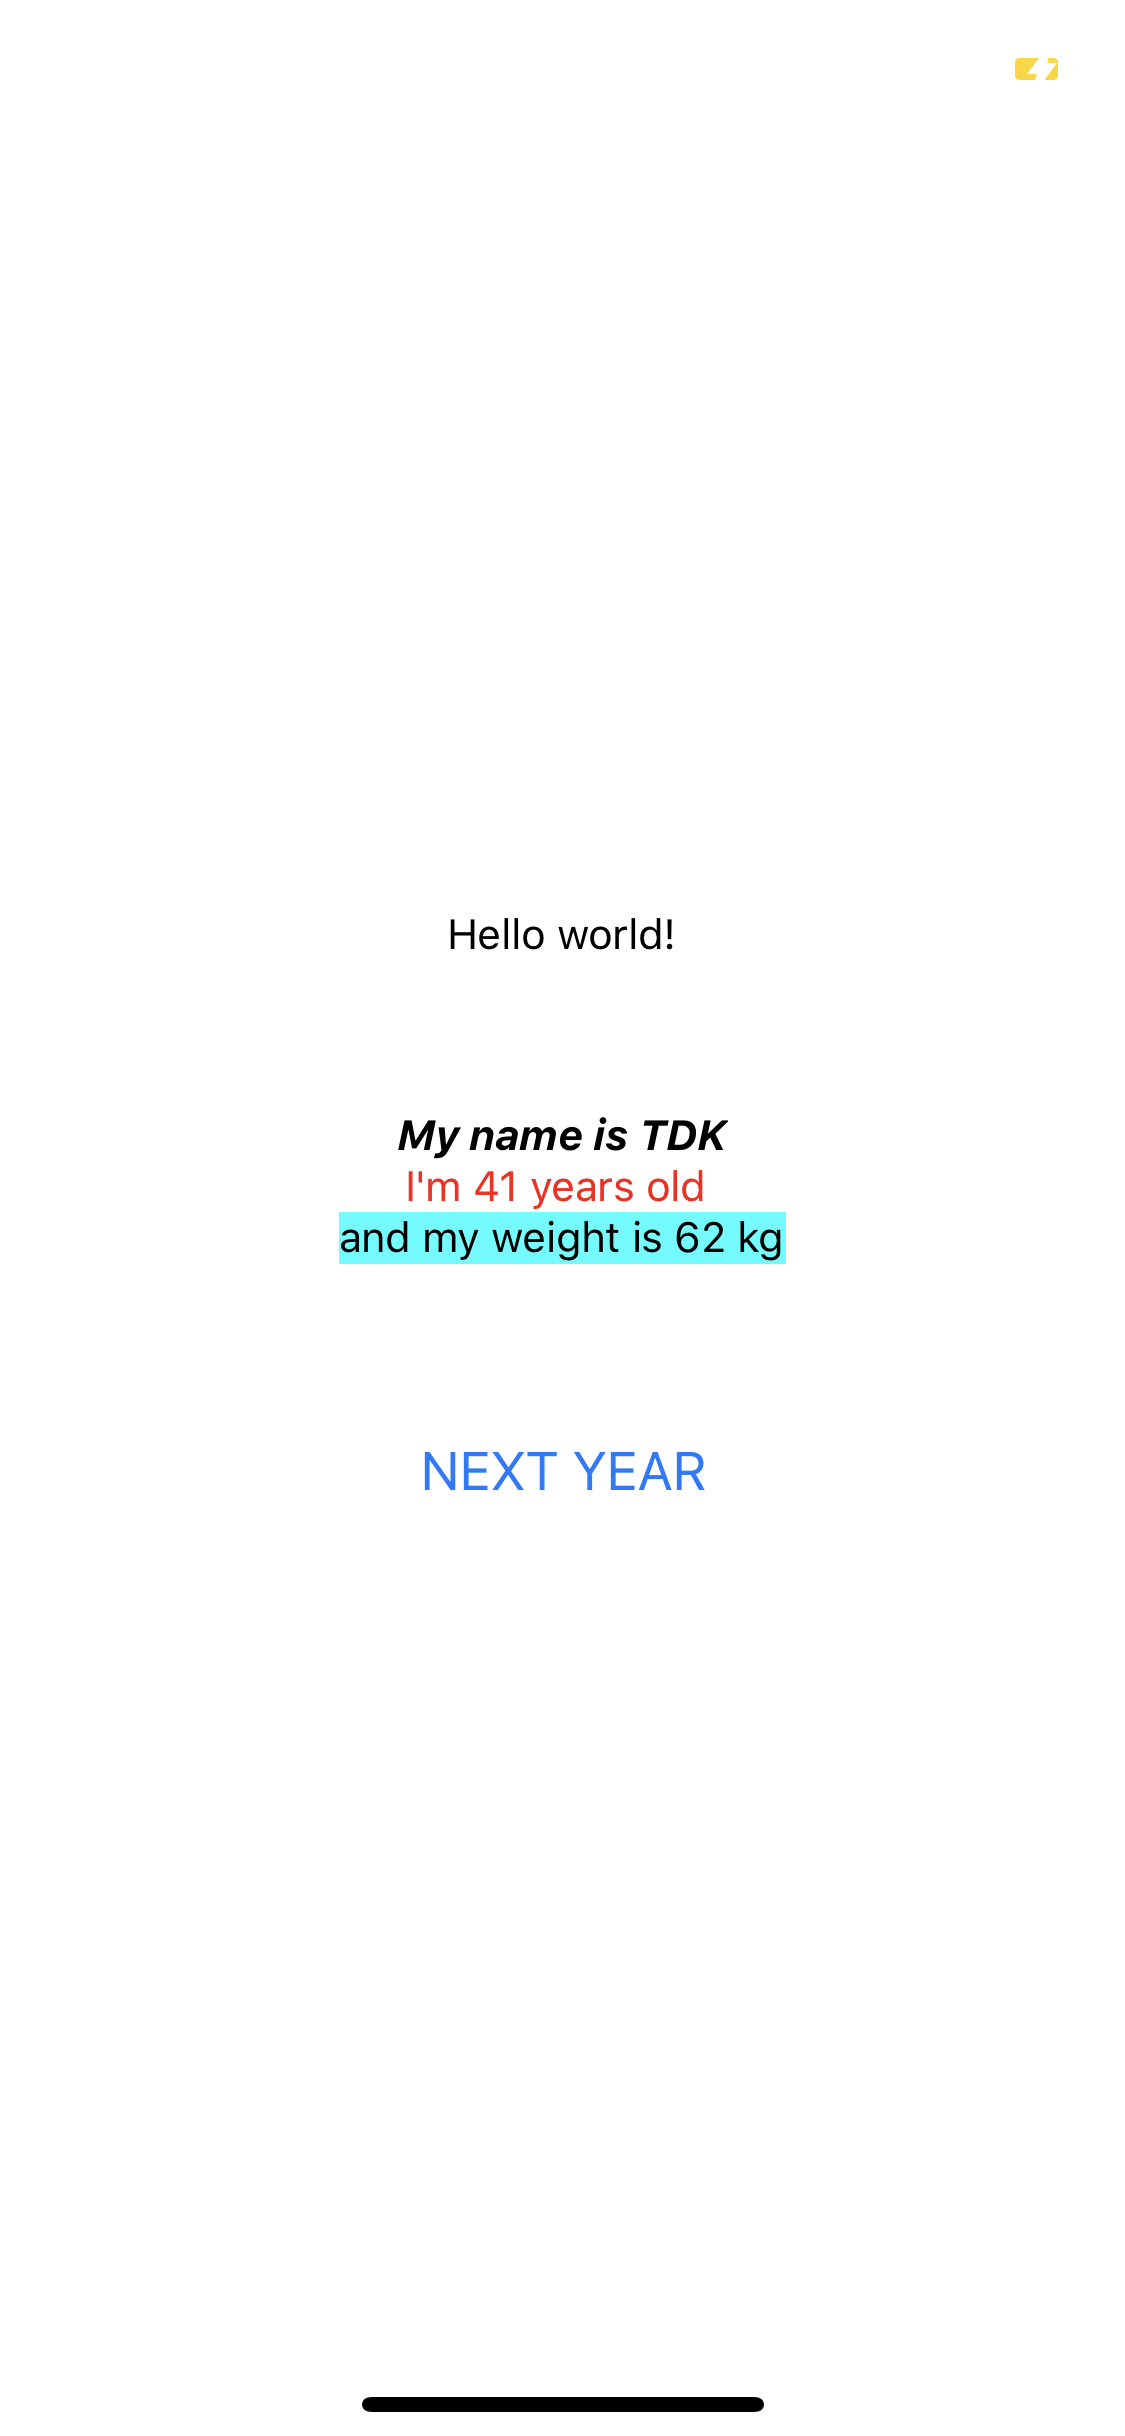 Hello world!
My name is TDK
I'm 41 years old
and my weight is 62 kg
NEXT YEAR